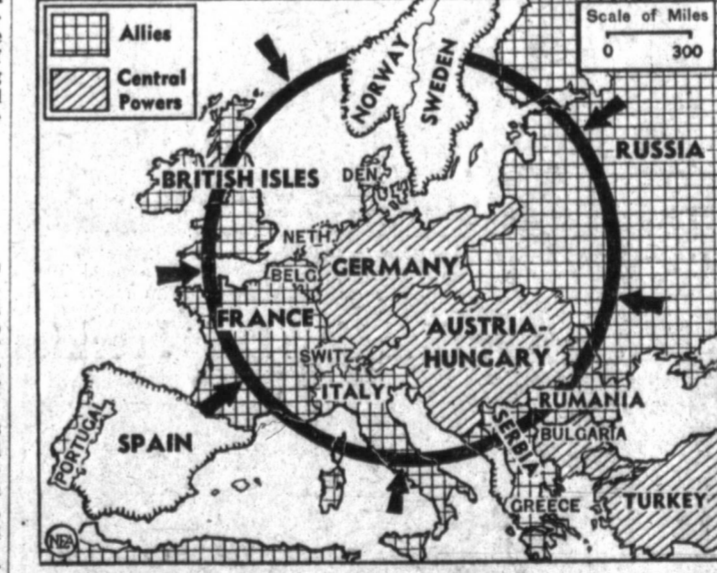 Allies
Central
Powers
Scale of Miles
0 300
NORWAY
SWEDEN
RUSSIA
BRITISH ISLES
DEN.
NETH.
BELG.
GERMANY
FRANCE
AUSTRIA-
HUNGARY
SWITZ.
ITALY
RUMANIA
SERBIA
BULGARIA
PORTUGAL
SPAIN
GREECE
TURKEY
NEA